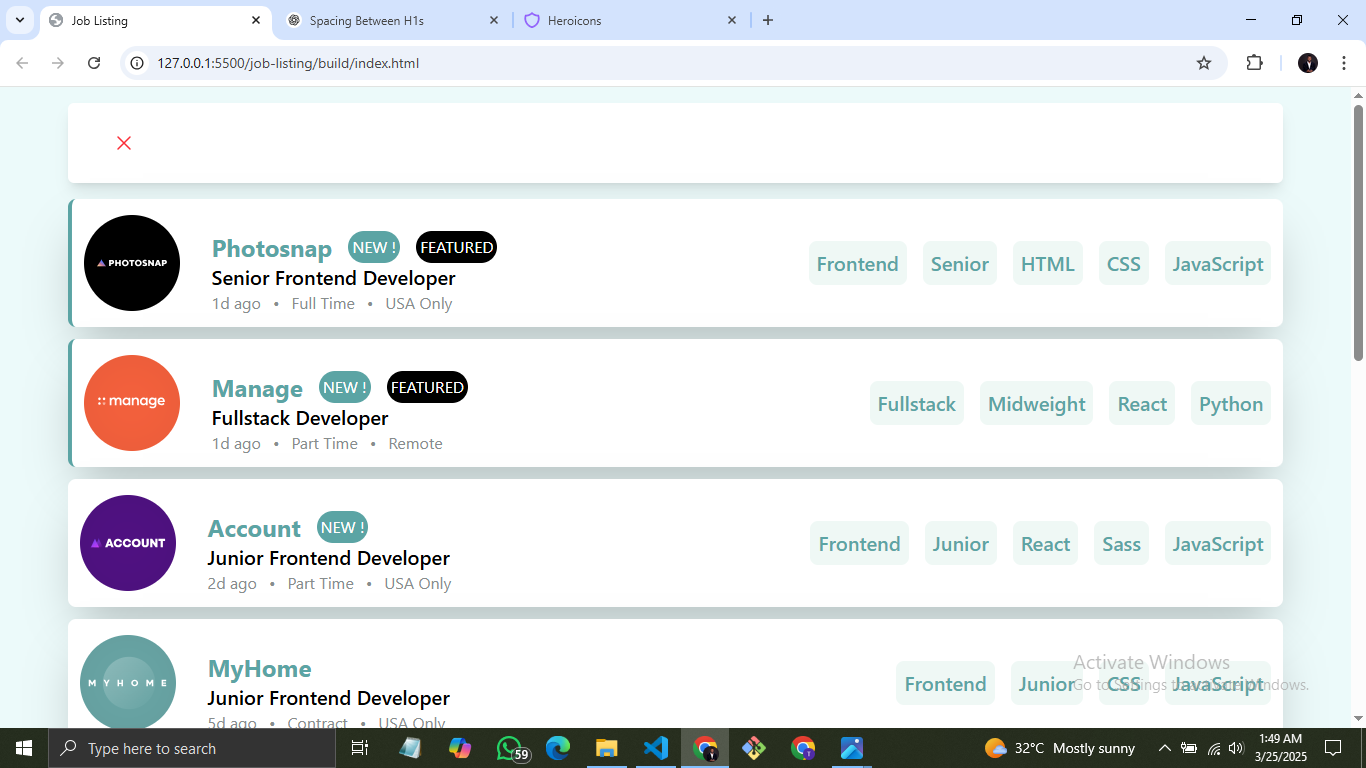 Job Listing
Spacing Between H1s
Heroicons
127.0.0.1:5500/job-listing/build/index.html
PHOTOSNAP
Photosnap NEW ! FEATURED
Senior Frontend Developer
1d ago • Full Time • USA Only
Frontend Senior HTML CSS JavaScript
manage
Manage NEW ! FEATURED
Fullstack Developer
1d ago • Part Time • Remote
Fullstack Midweight React Python
ACCOUNT
Account NEW !
Junior Frontend Developer
2d ago • Part Time • USA Only
Frontend Junior React Sass JavaScript
MYHOME
MyHome
Junior Frontend Developer
5d ago • Contract • USA Only
Frontend Junior CSS JavaScript
Activate Windows
Go to Settings to activate Windows.
Type here to search
59
32°C Mostly sunny
1:49 AM
3/25/2025